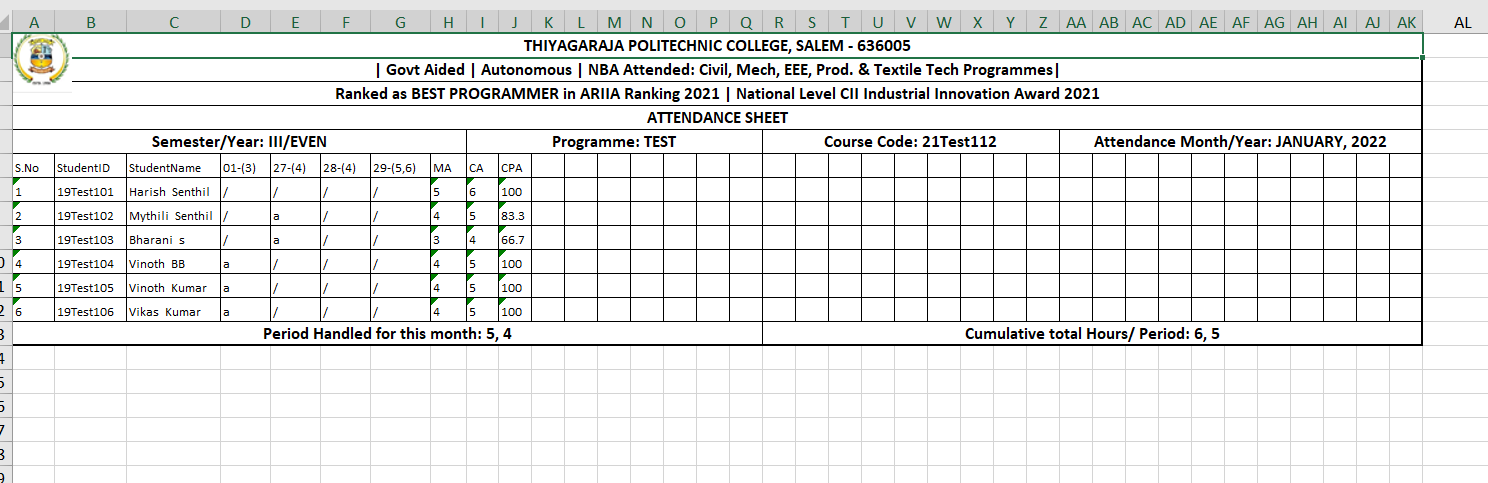 A B C D E F G H I J K L M N O P Q R S T U V W X Y Z AA AB AC AD AE AF AG AH AI AJ AK AL
THIYAGARAJA POLITECHNIC COLLEGE, SALEM - 636005
| Govt Aided | Autonomous | NBA Attended: Civil, Mech, EEE, Prod. & Textile Tech Programmes|
Ranked as BEST PROGRAMMER in ARIIA Ranking 2021 | National Level CII Industrial Innovation Award 2021
ATTENDANCE SHEET
Semester/Year: III/EVEN Programme: TEST Course Code: 21Test112 Attendance Month/Year: JANUARY, 2022
S.No StudentID StudentName 01-(3) 27-(4) 28-(4) 29-(5,6) MA CA CPA
1 19Test101 Harish Senthil / / / / 5 6 100
2 19Test102 Mythili Senthil / a / / 4 5 83.3
3 19Test103 Bharani s / a / / 3 4 66.7
4 19Test104 Vinoth BB a / / / 4 5 100
5 19Test105 Vinoth Kumar a / / / 4 5 100
6 19Test106 Vikas Kumar a / / / 4 5 100
Period Handled for this month: 5, 4 Cumulative total Hours/ Period: 6, 5